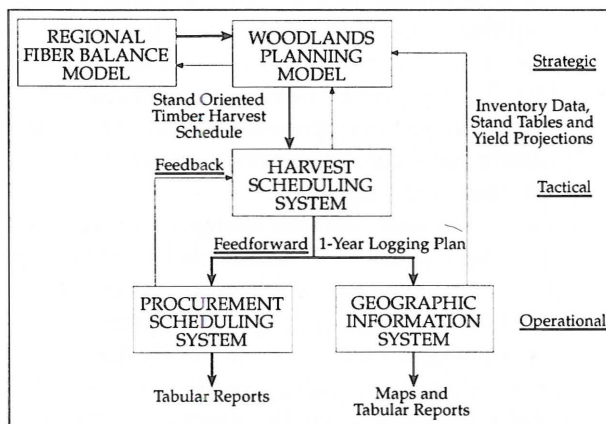 REGIONAL
FIBER BALANCE
MODEL
WOODLANDS
PLANNING
MODEL
Strategic
Stand Oriented
Timber Harvest
Schedule
Inventory Data,
Stand Tables and
Yield Projections
Feedback
HARVEST
SCHEDULING
SYSTEM
Tactical
Feedforward
1-Year Logging Plan
PROCUREMENT
SCHEDULING
SYSTEM
GEOGRAPHIC
INFORMATION
SYSTEM
Operational
Tabular Reports
Maps and
Tabular Reports